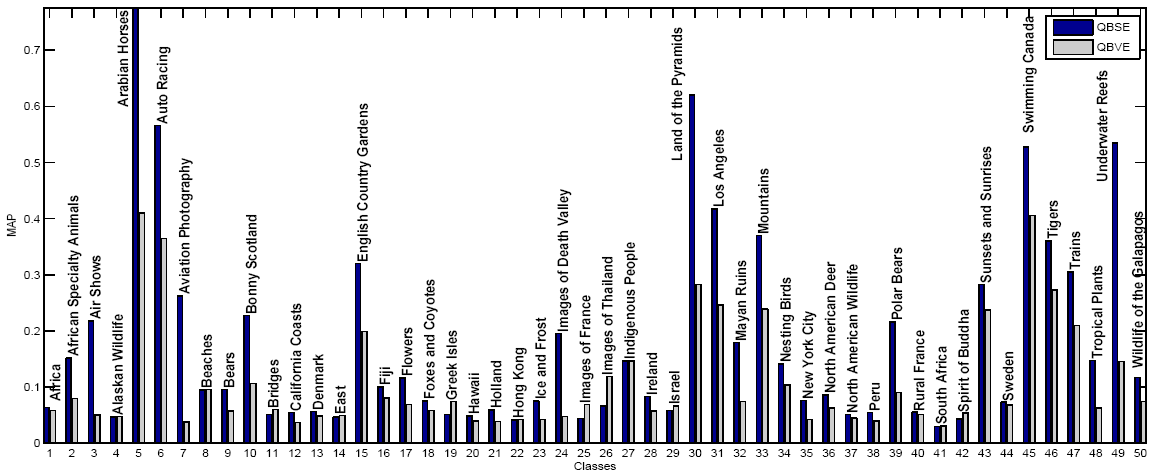 QBSE
QBVE
MAP
0.7
0.6
0.5
0.4
0.3
0.2
0.1
0
Africa
African Specialty Animals
Air Shows
Alaskan Wildlife
Arabian Horses
Auto Racing
Aviation Photography
Beaches
Bears
Bonny Scotland
Bridges
California Coasts
Denmark
East
English Country Gardens
Fiji
Flowers
Foxes and Coyotes
Greek Isles
Hawaii
Holland
Hong Kong
Ice and Frost
Images of Death Valley
Images of France
Images of Thailand
Indigenous People
Ireland
Israel
Land of the Pyramids
Los Angeles
Mayan Ruins
Mountains
Nesting Birds
New York City
North American Deer
North American Wildlife
Peru
Polar Bears
Rural France
South Africa
Spirit of Buddha
Sunsets and Sunrises
Sweden
Swimming Canada
Tigers
Trains
Tropical Plants
Underwater Reefs
Wildlife of the Galapagos
1 2 3 4 5 6 7 8 9 10 11 12 13 14 15 16 17 18 19 20 21 22 23 24 25 26 27 28 29 30 31 32 33 34 35 36 37 38 39 40 41 42 43 44 45 46 47 48 49 50
Classes